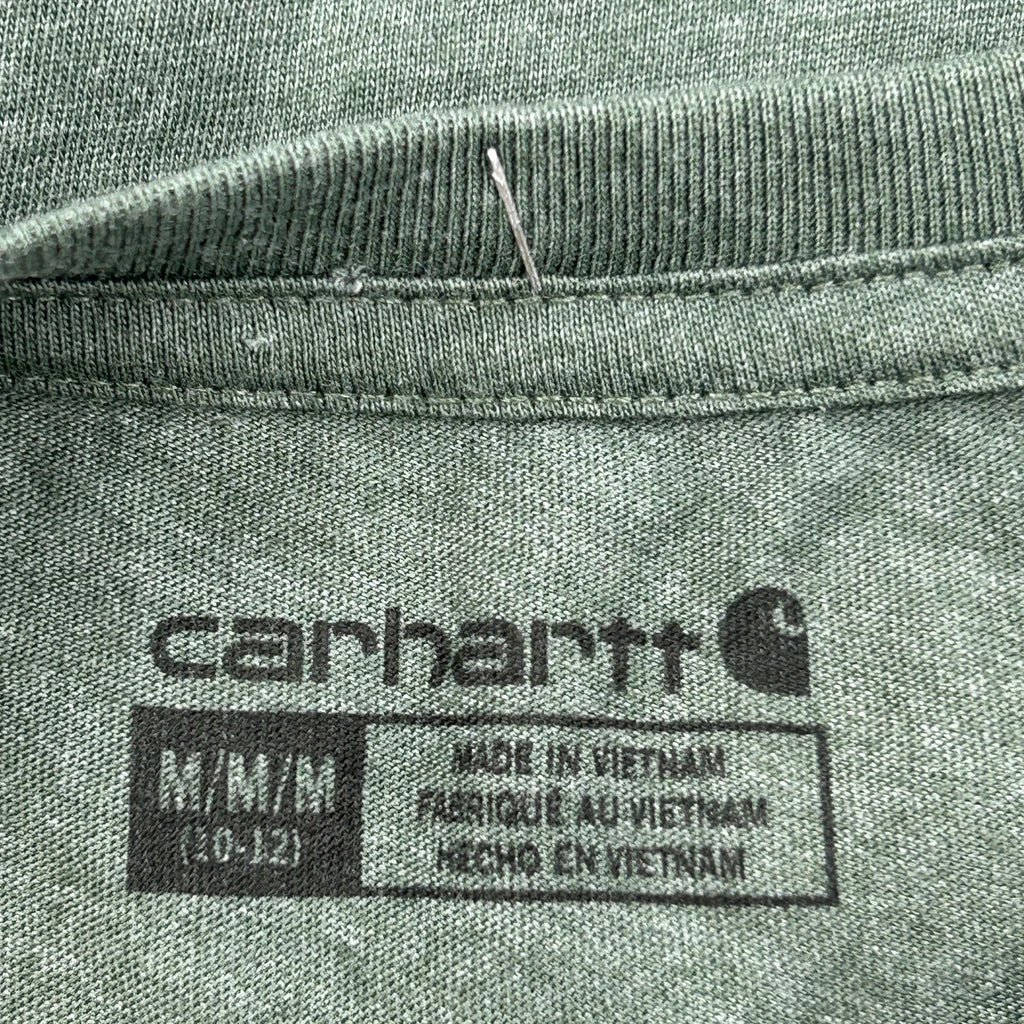 carhartt
M/M/M
(10-12)
MADE IN VIETNAM
FABRIQUÉ AU VIETNAM
HECHO EN VIETNAM